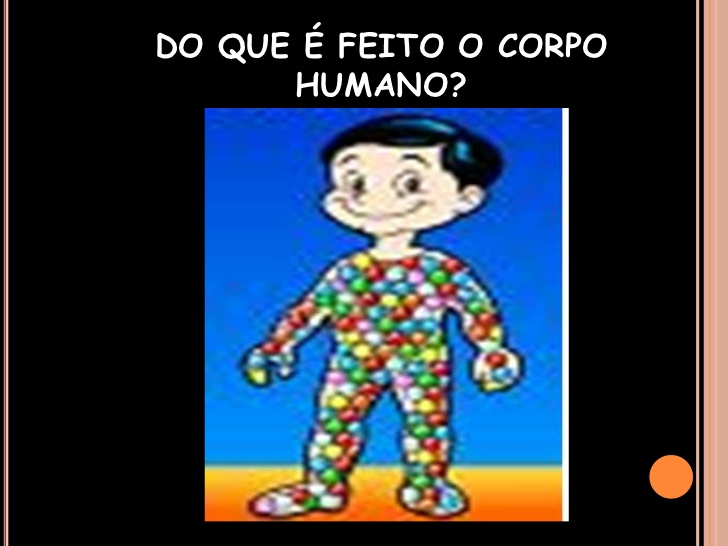 DO QUE É FEITO O CORPO
HUMANO?